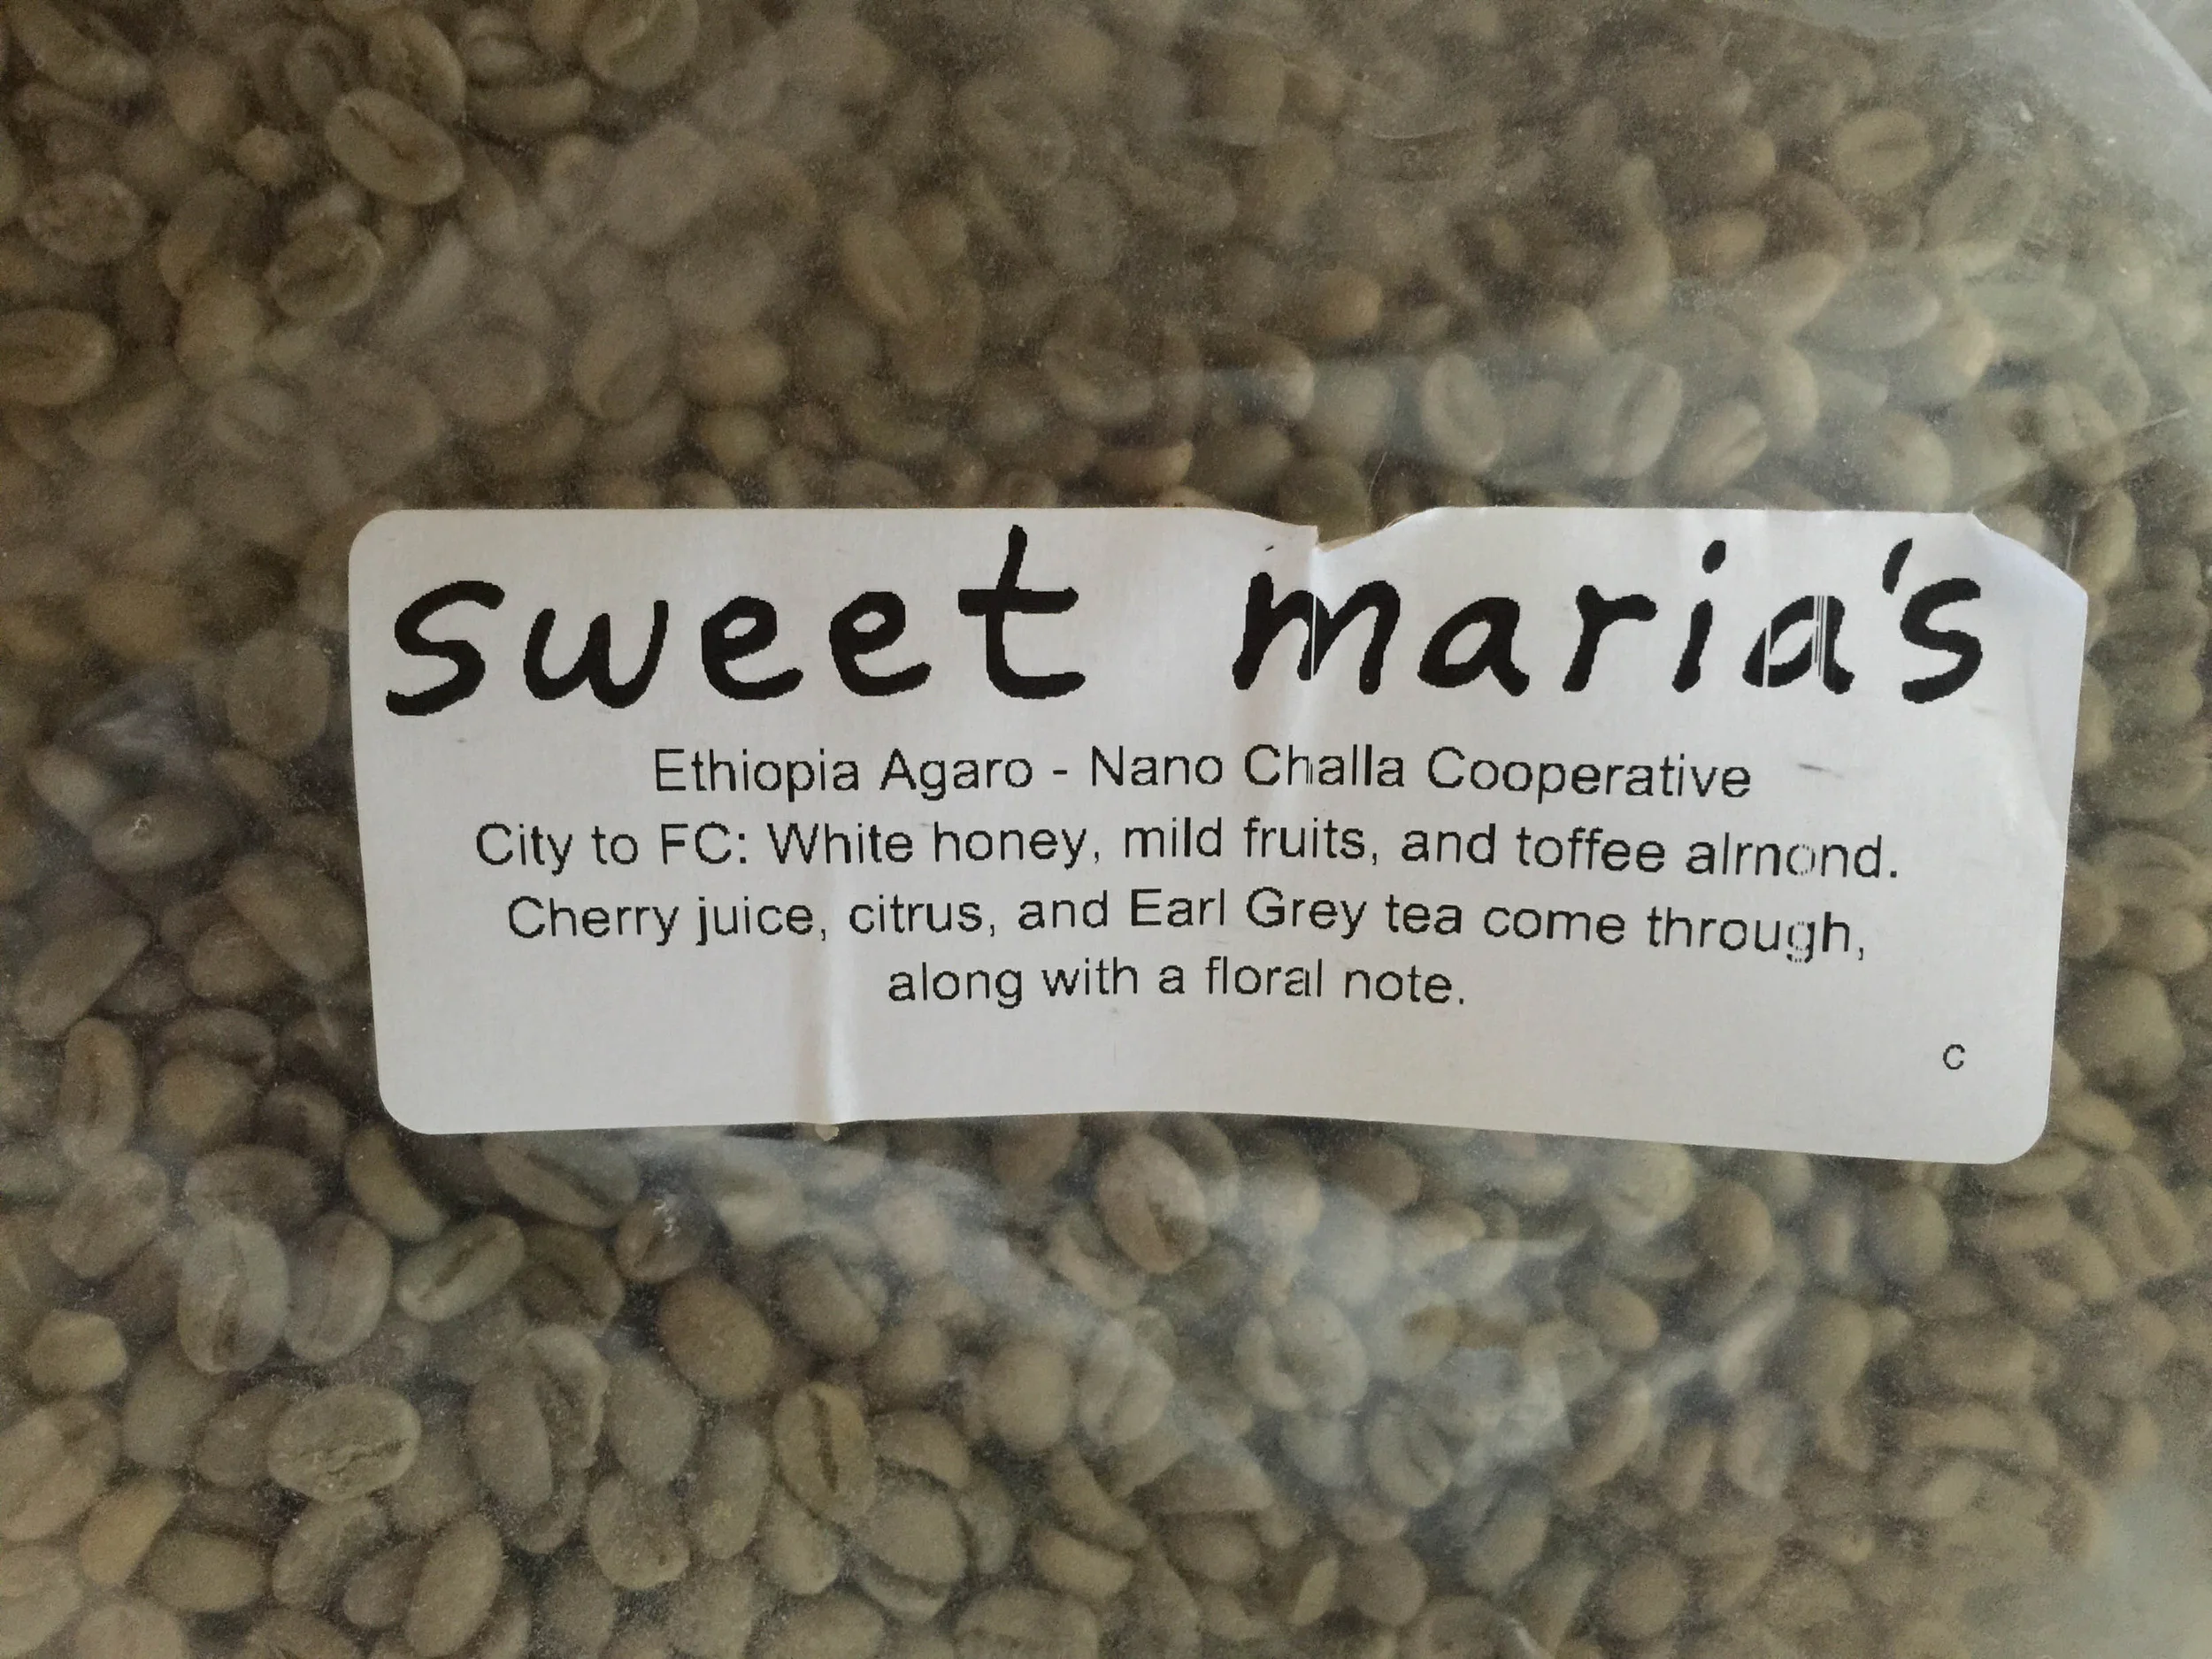 sweet maria's
Ethiopia Agaro - Nano Challa Cooperative
City to FC: White honey, mild fruits, and toffee almond.
Cherry juice, citrus, and Earl Grey tea come through,
along with a floral note.
C